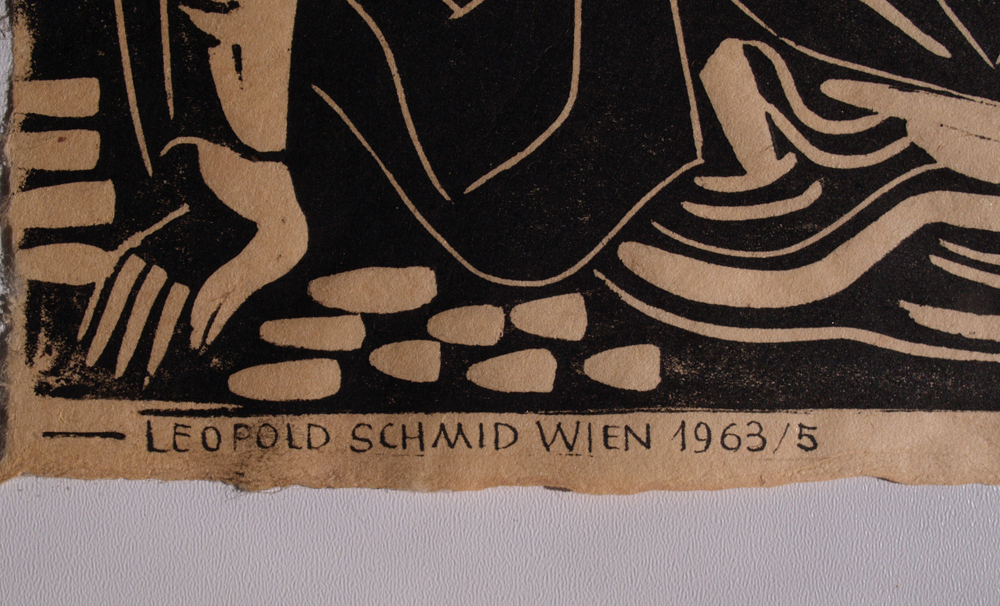 LEOPOLD SCHMID WIEN 1963/5